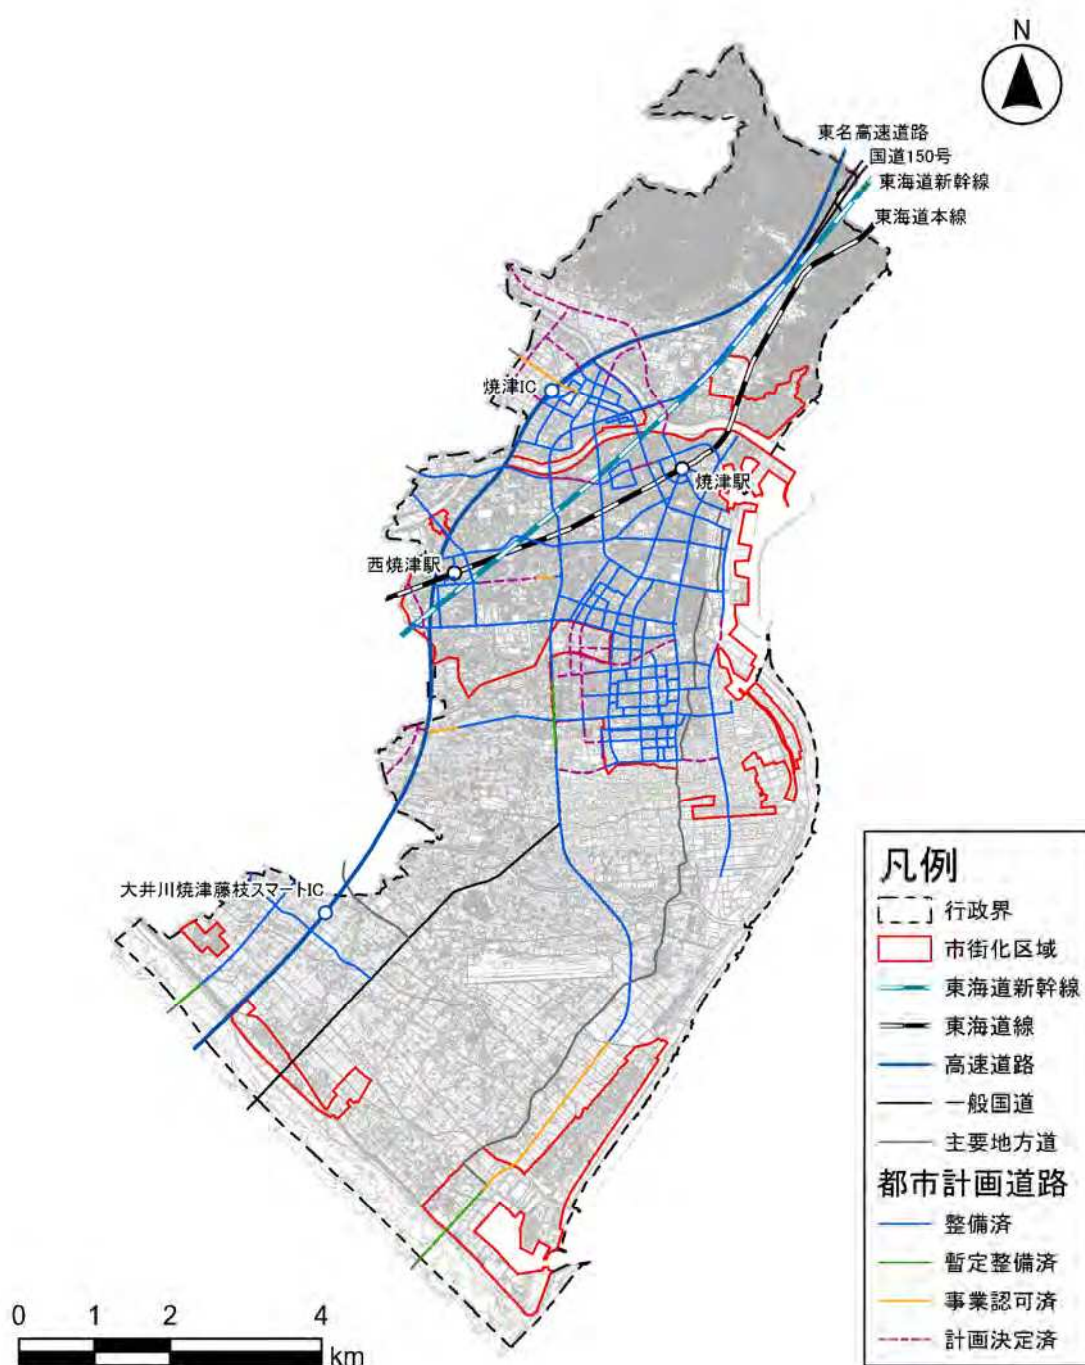 N
東名高速道路
国道150号
東海道新幹線
東海道本線
焼津IC
焼津駅
西焼津駅
大井川焼津藤枝スマートIC
凡例
行政界
市街化区域
東海道新幹線
東海道線
高速道路
一般国道
主要地方道
都市計画道路
整備済
暫定整備済
事業認可済
計画決定済
0 1 2 4
km